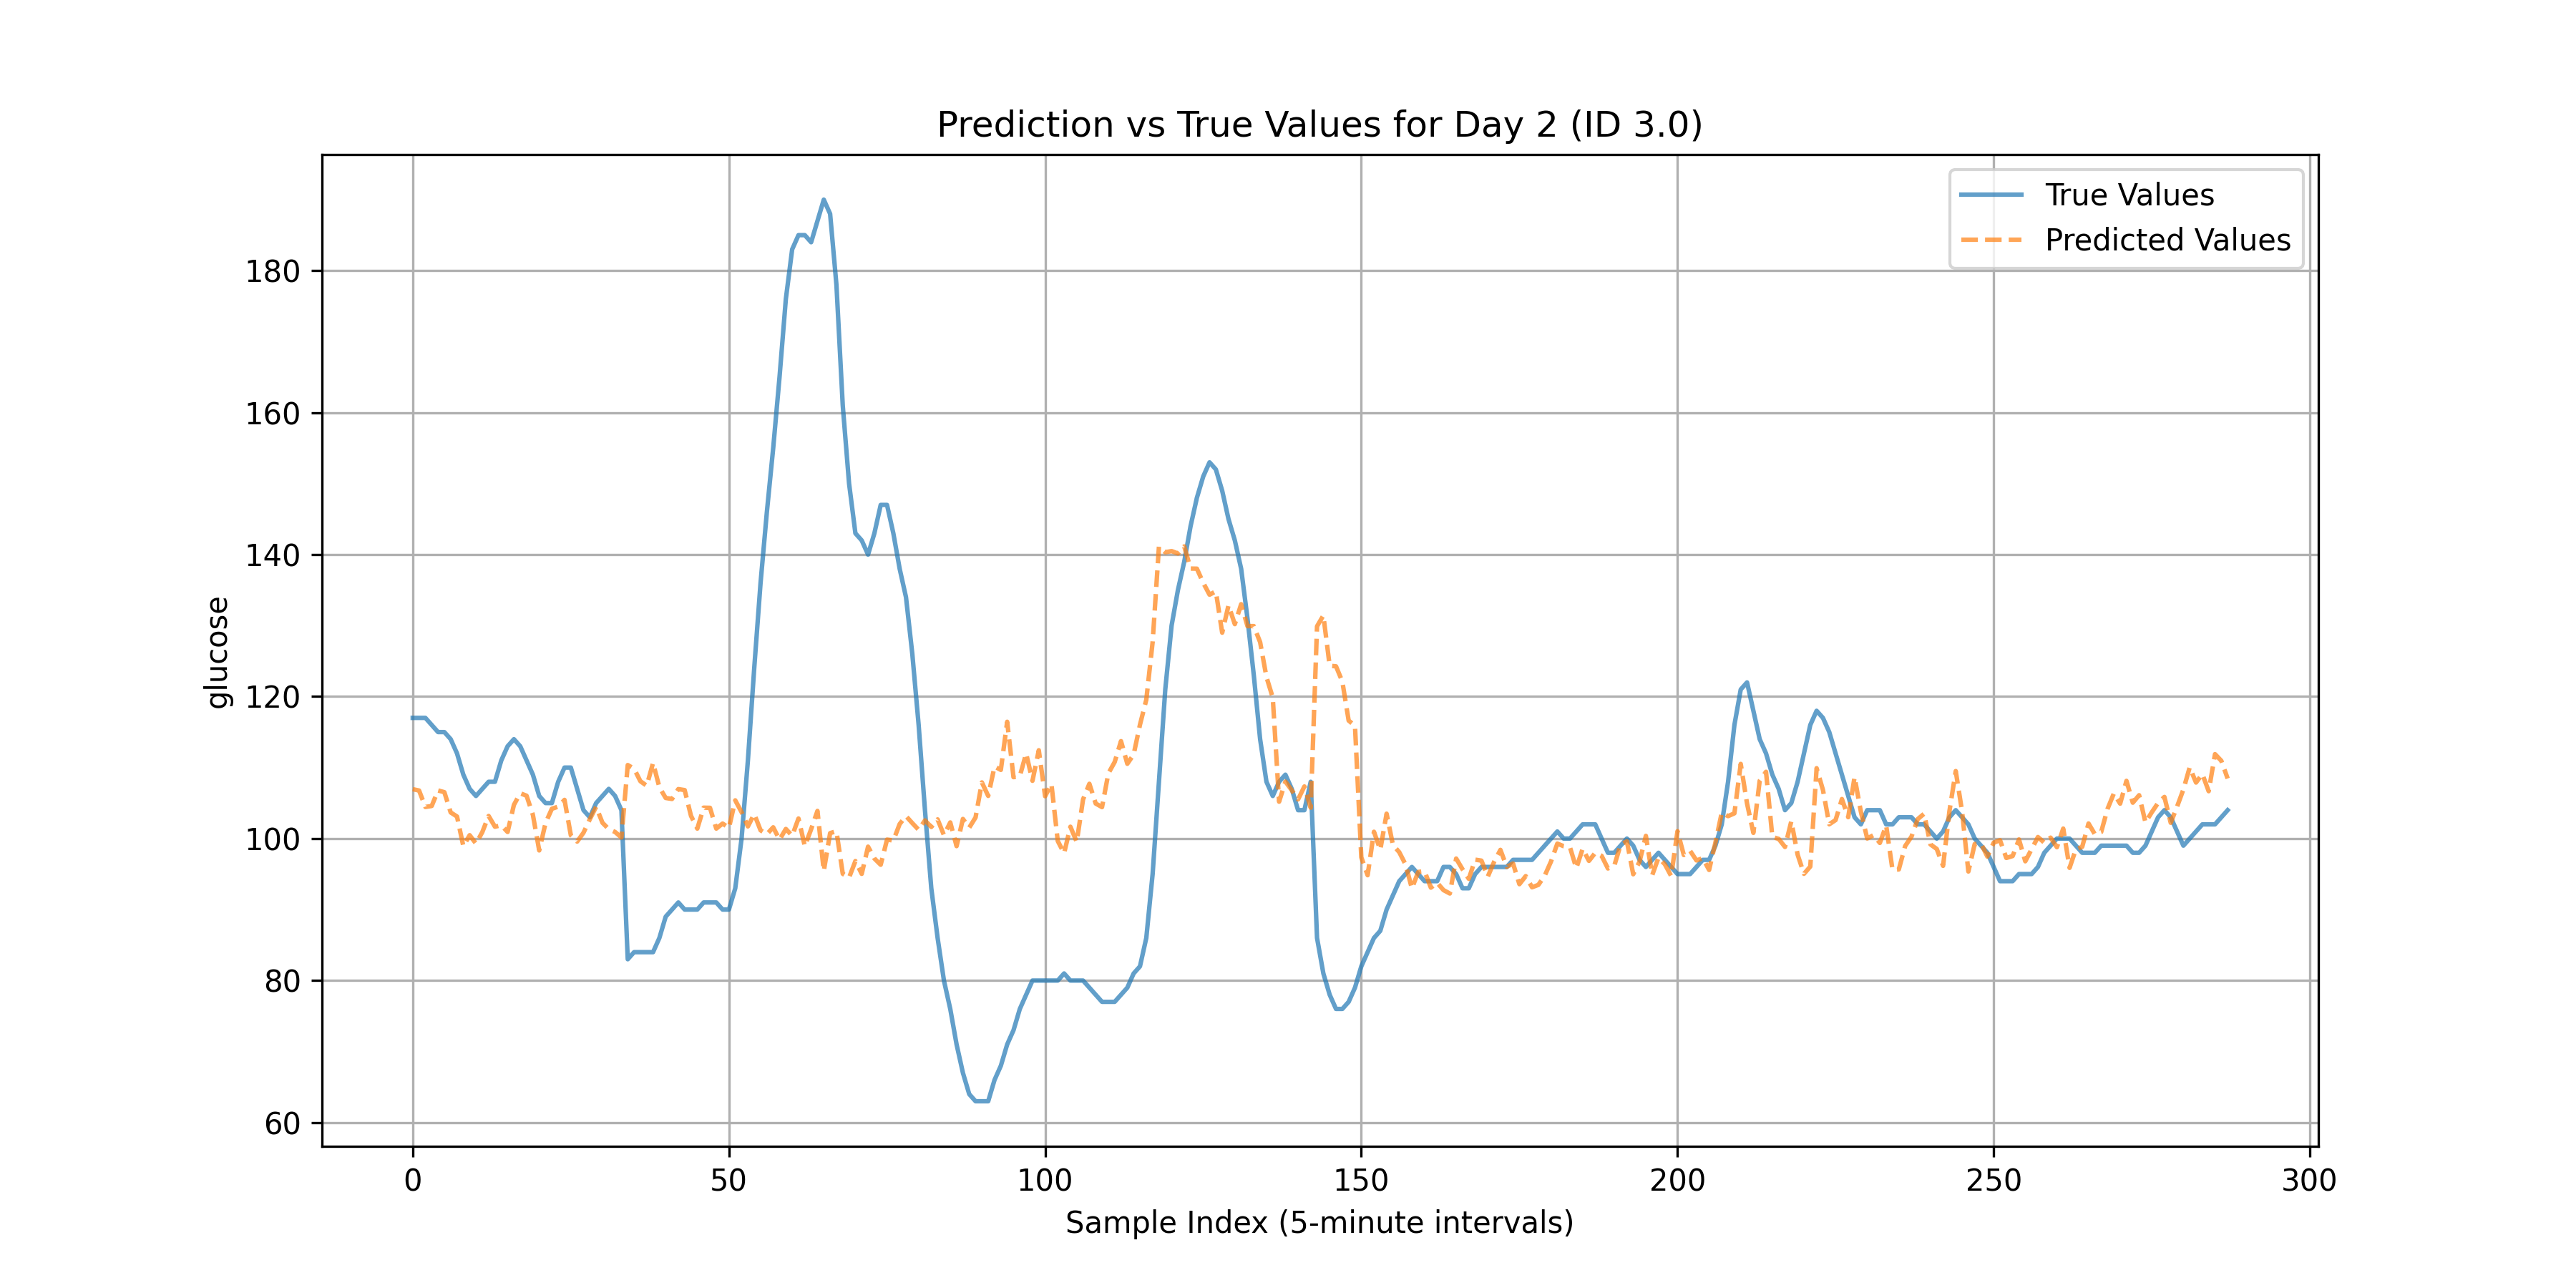 Prediction vs True Values for Day 2 (ID 3.0)
True Values
Predicted Values
glucose
180
160
140
120
100
80
60
0 50 100 150 200 250 300
Sample Index (5-minute intervals)